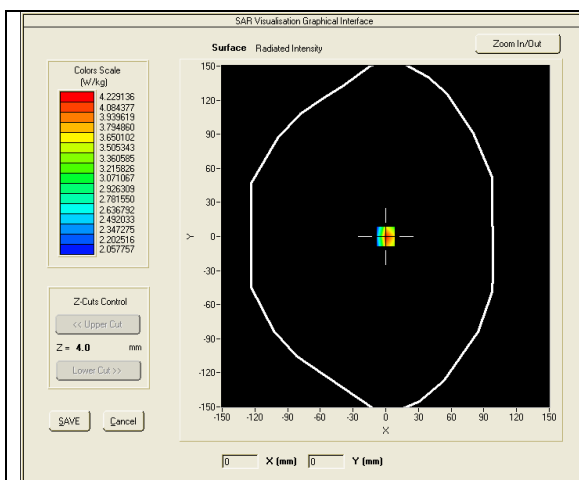 SAR Visualisation Graphical Interface
Surface Radiated Intensity
Zoom In/Out
Colors Scale
(W/kg)
4.229136
4.084377
3.939619
3.794860
3.650102
3.505343
3.360585
3.215826
3.071067
2.926309
2.781550
2.636792
2.492033
2.347275
2.202516
2.057757
Z-Cuts Control
<< Upper Cut
Z = 4.0 mm
Lower Cut >>
SAVE Cancel
150
120
90
60
30
0
-30
-60
-90
-120
-150
Y
-150 -120 -90 -60 -30 0 30 60 90 120 150
X
0 X (mm) 0 Y (mm)